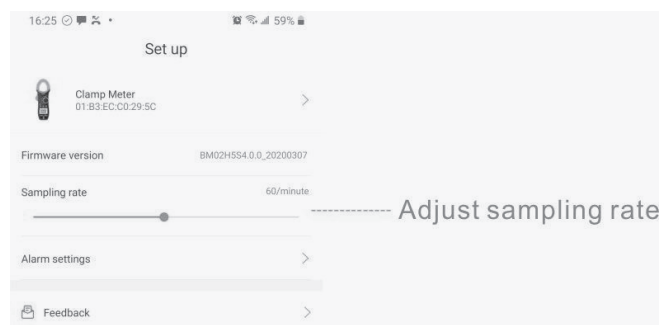 16:25
59%
Set up
Clamp Meter
01:B3:EC:C0:29:5C
Firmware version BM02H5S4.0.0_20200307
Sampling rate 60/minute
Adjust sampling rate
Alarm settings
Feedback